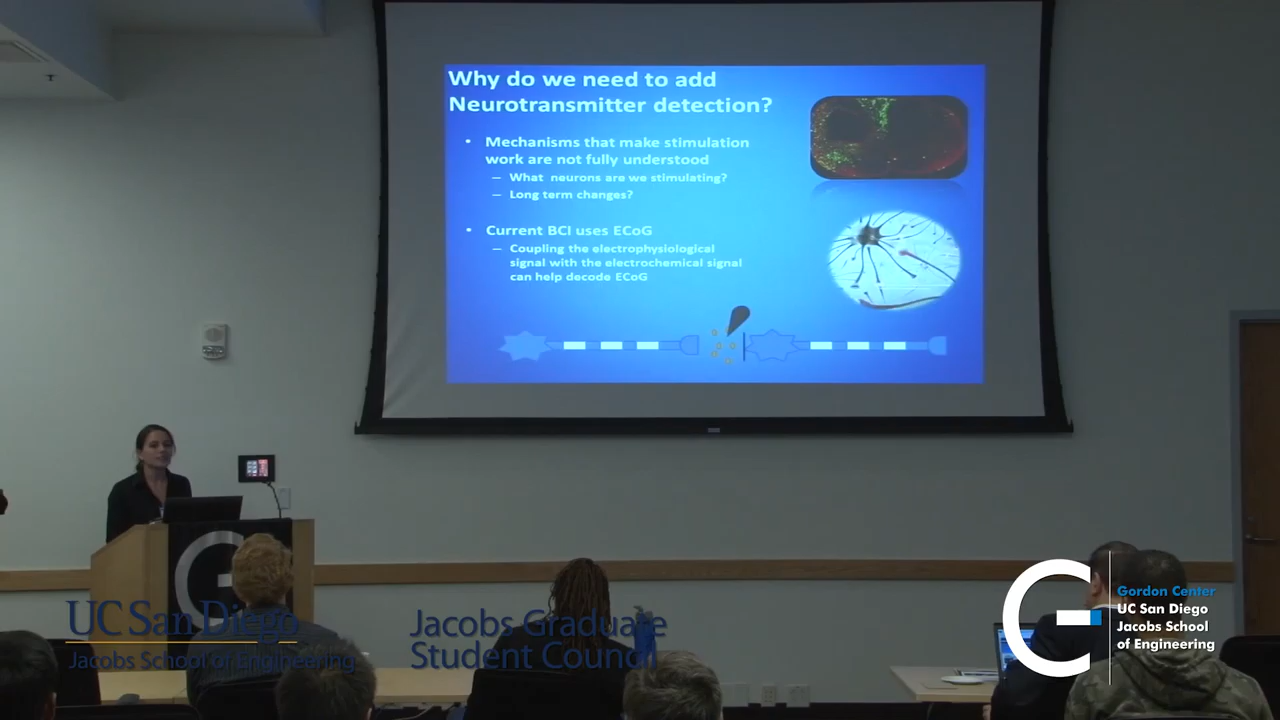 Why do we need to add
Neurotransmitter detection?
• Mechanisms that make stimulation
work are not fully understood
– What neurons are we stimulating?
– Long term changes?
• Current BCI uses ECoG
– Coupling the electrophysiological
signal with the electrochemical signal
can help decode ECoG
UC San Diego
Jacobs School of Engineering
Jacobs Graduate
Student Council
Gordon Center
UC San Diego
Jacobs School
of Engineering